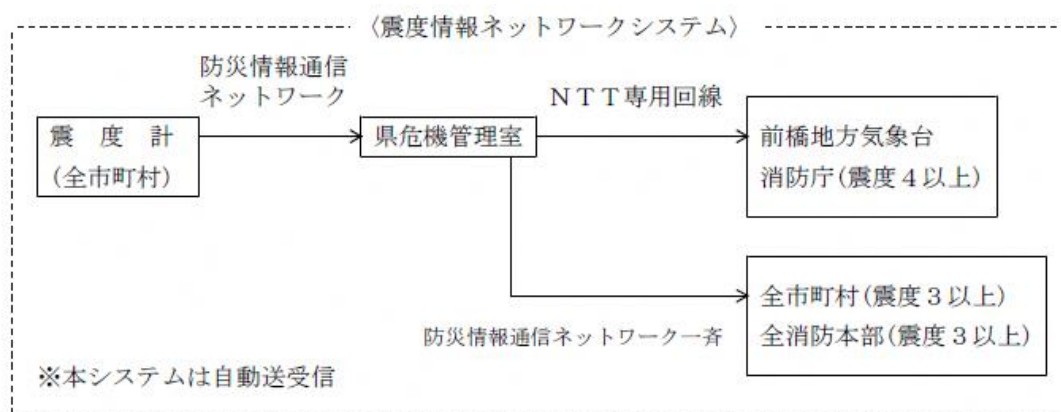 〈震度情報ネットワークシステム〉
防災情報通信
ネットワーク
NTT専用回線
震 度 計
(全市町村)
県危機管理室
前橋地方気象台
消防庁(震度4以上)
全市町村(震度3以上)
全消防本部(震度3以上)
防災情報通信ネットワーク一斉
※本システムは自動送受信